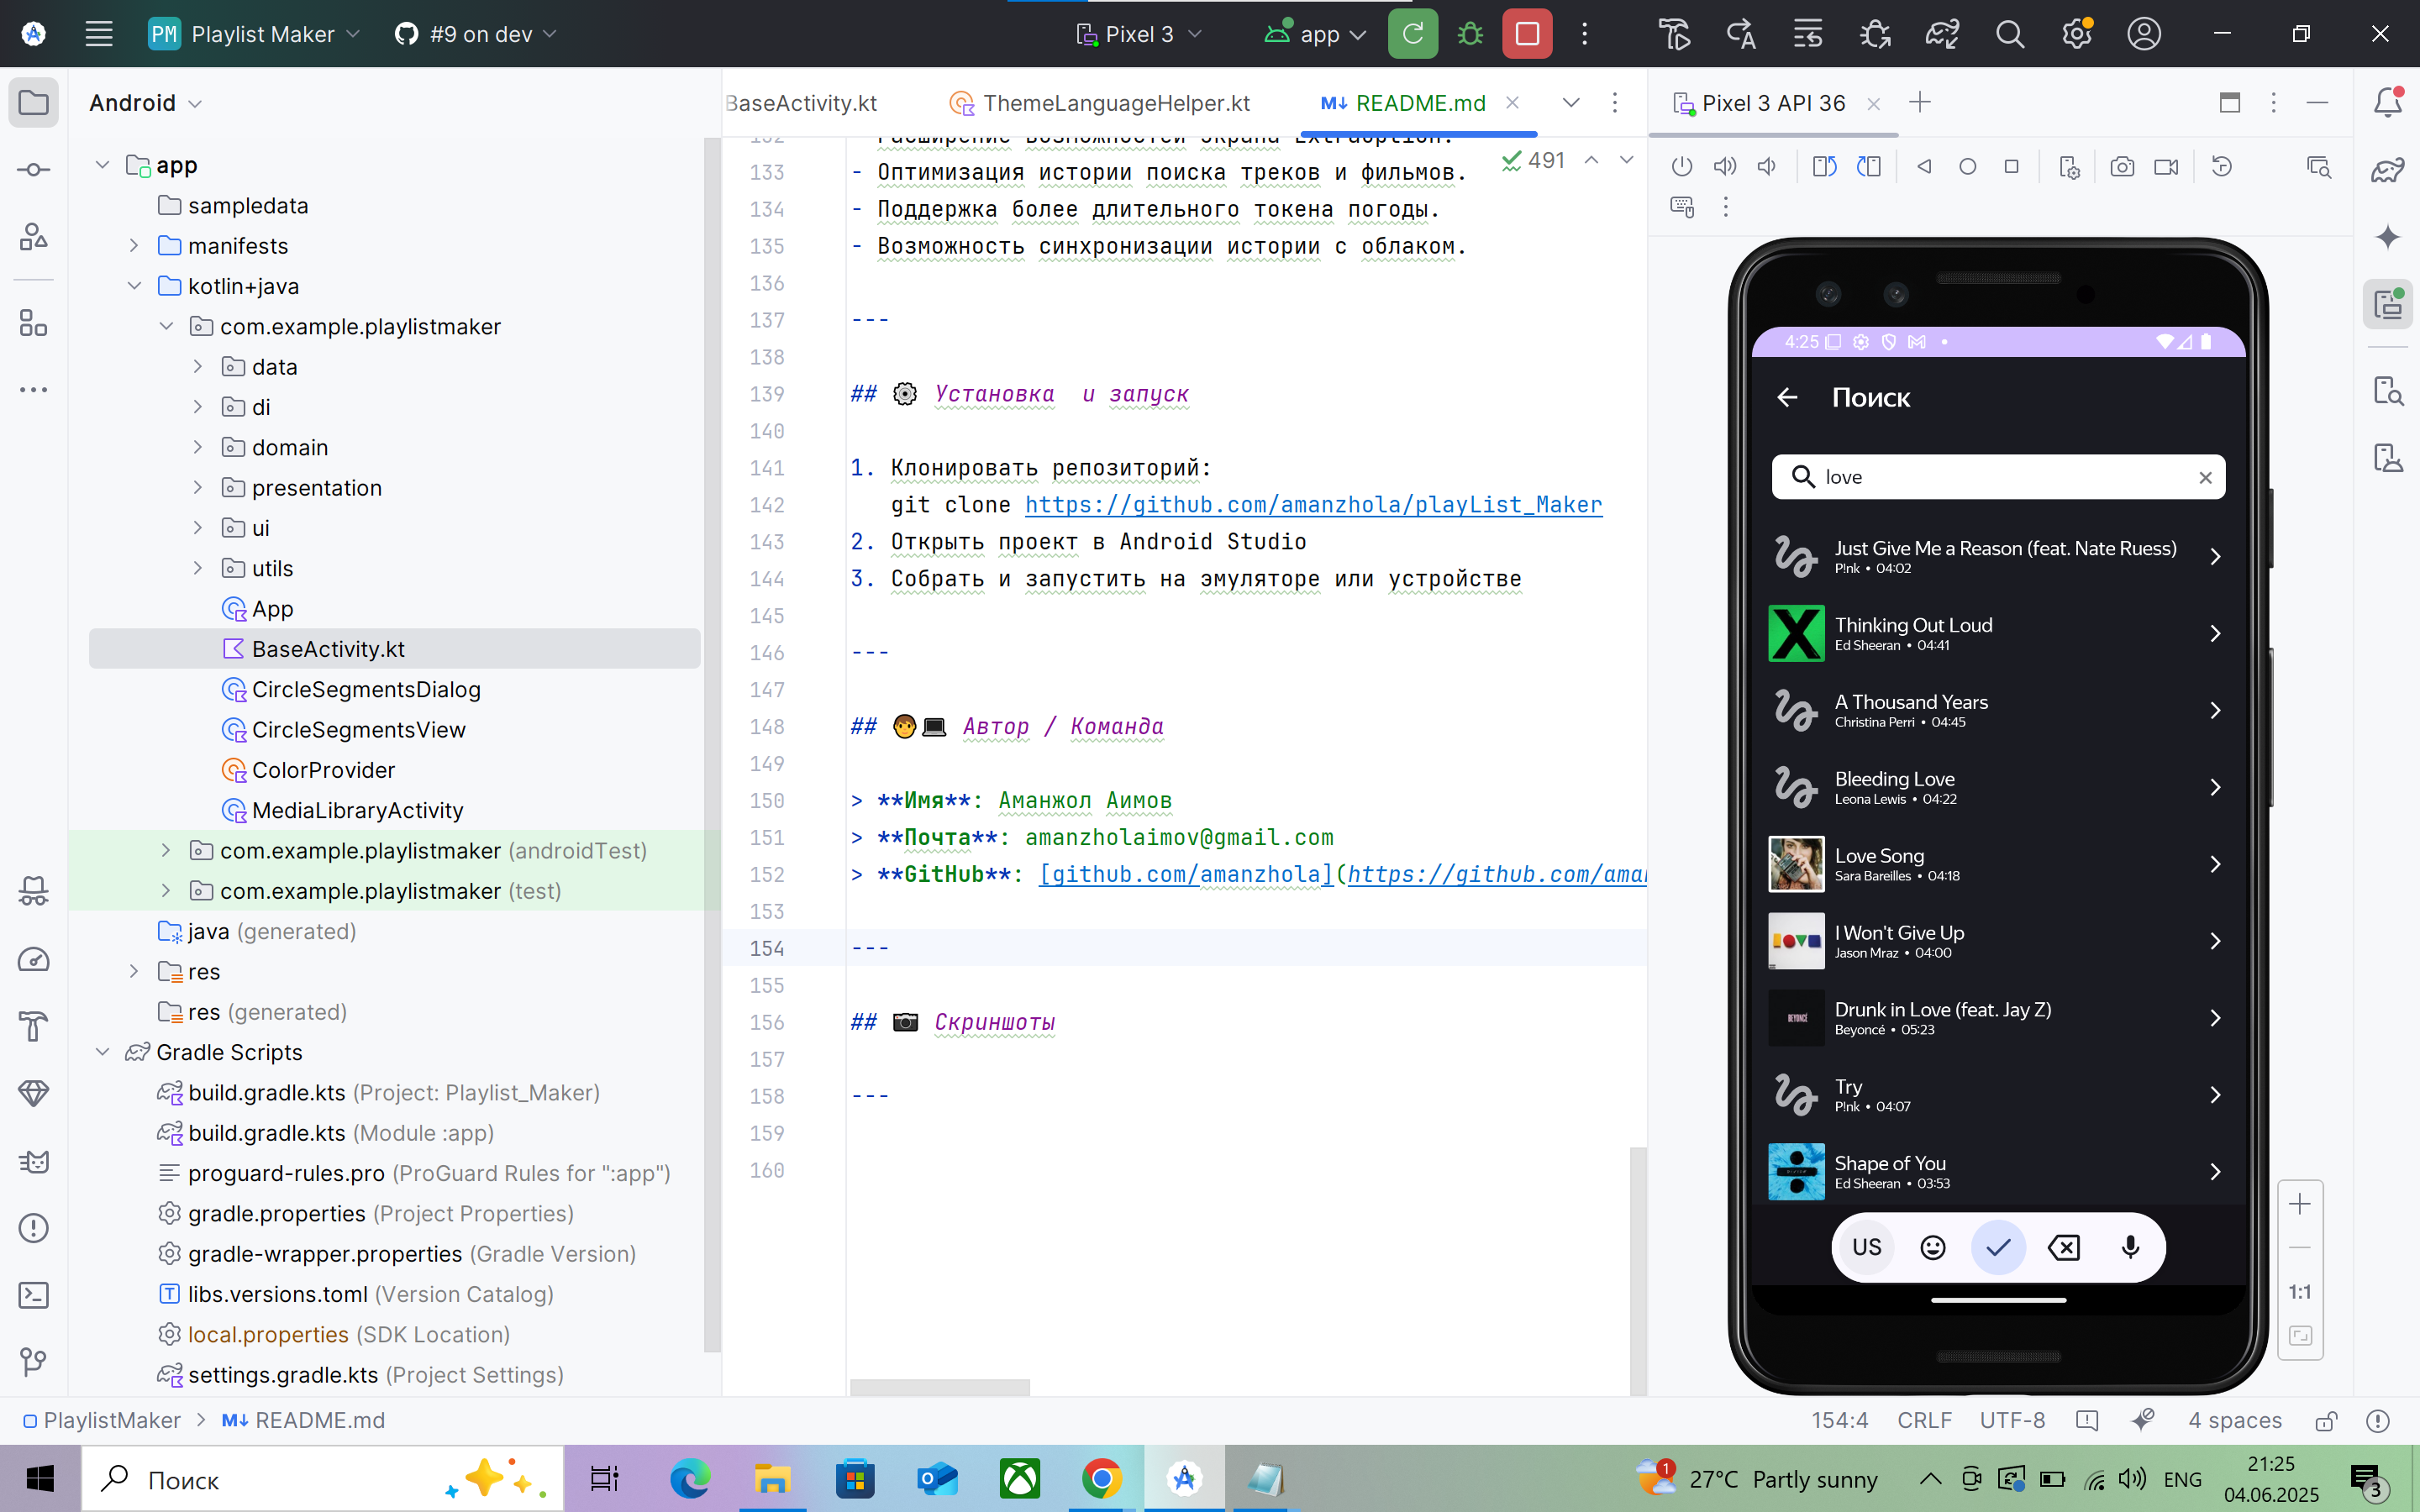 PM Playlist Maker
#9 on dev
Pixel 3
app
Android
app
sampledata
manifests
kotlin+java
com.example.playlistmaker
data
di
domain
presentation
ui
utils
App
BaseActivity.kt
CircleSegmentsDialog
CircleSegmentsView
ColorProvider
MediaLibraryActivity
com.example.playlistmaker (androidTest)
com.example.playlistmaker (test)
java (generated)
res
res (generated)
Gradle Scripts
build.gradle.kts (Project: Playlist_Maker)
build.gradle.kts (Module :app)
proguard-rules.pro (ProGuard Rules for ":app")
gradle.properties (Project Properties)
gradle-wrapper.properties (Gradle Version)
libs.versions.toml (Version Catalog)
local.properties (SDK Location)
settings.gradle.kts (Project Settings)
BaseActivity.kt
ThemeLanguageHelper.kt
M↓ README.md
491
132 Расширение возможностей экрана ExtraOption.
133 - Оптимизация истории поиска треков и фильмов.
134 - Поддержка более длительного токена погоды.
135 - Возможность синхронизации истории с облаком.
136
137 ---
138
139 ## ⚙️ Установка  и запуск
140
141 1. Клонировать репозиторий:
142 git clone https://github.com/amanzhola/playList_Maker
143 2. Открыть проект в Android Studio
144 3. Собрать и запустить на эмуляторе или устройстве
145
146 ---
147
148 ## 🧑‍💻 Автор / Команда
149
150 > **Имя**: Аманжол Аимов
151 > **Почта**: amanzholaimov@gmail.com
152 > **GitHub**: [github.com/amanzhola](https://github.com/aman
153
154 ---
155
156 ## 📷 Скриншоты
157
158 ---
159
160
Pixel 3 API 36
4:25
Поиск
love
Just Give Me a Reason (feat. Nate Ruess)
P!nk • 04:02
Thinking Out Loud
Ed Sheeran • 04:41
A Thousand Years
Christina Perri • 04:45
Bleeding Love
Leona Lewis • 04:22
Love Song
Sara Bareilles • 04:18
I Won't Give Up
Jason Mraz • 04:00
BEYONCÉ
Drunk in Love (feat. Jay Z)
Beyoncé • 05:23
Try
P!nk • 04:07
Shape of You
Ed Sheeran • 03:53
US
1:1
PlaylistMaker > M↓ README.md
154:4 CRLF UTF-8 4 spaces
Поиск
1
27°C Partly sunny
ENG
21:25
04.06.2025
3